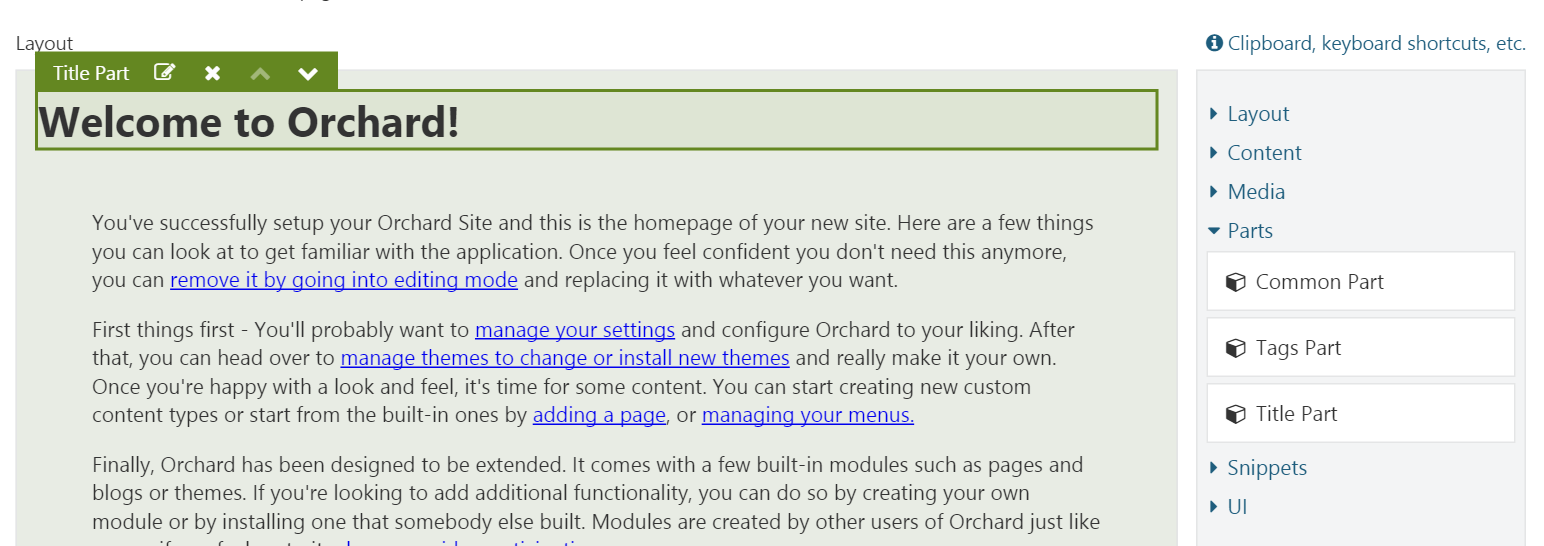 Layout
Clipboard, keyboard shortcuts, etc.
Title Part
Welcome to Orchard!
You've successfully setup your Orchard Site and this is the homepage of your new site. Here are a few things
you can look at to get familiar with the application. Once you feel confident you don't need this anymore,
you can remove it by going into editing mode and replacing it with whatever you want.
First things first - You'll probably want to manage your settings and configure Orchard to your liking. After
that, you can head over to manage themes to change or install new themes and really make it your own.
Once you're happy with a look and feel, it's time for some content. You can start creating new custom
content types or start from the built-in ones by adding a page, or managing your menus.
Finally, Orchard has been designed to be extended. It comes with a few built-in modules such as pages and
blogs or themes. If you're looking to add additional functionality, you can do so by creating your own
module or by installing one that somebody else built. Modules are created by other users of Orchard just like
Layout
Content
Media
Parts
Common Part
Tags Part
Title Part
Snippets
UI